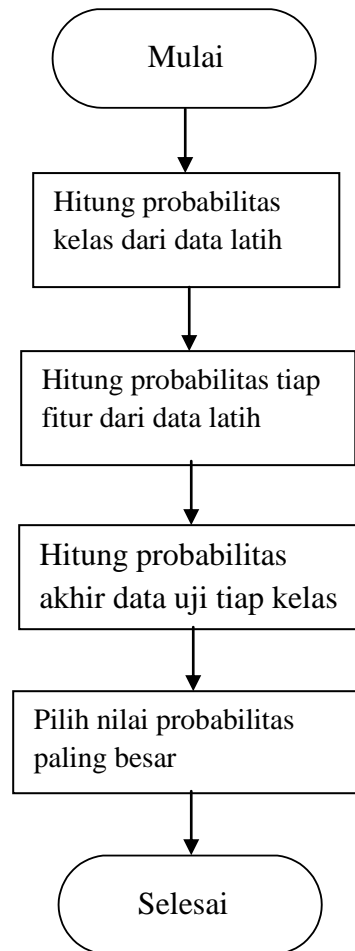 Mulai
Hitung probabilitas
kelas dari data latih
Hitung probabilitas tiap
fitur dari data latih
Hitung probabilitas
akhir data uji tiap kelas
Pilih nilai probabilitas
paling besar
Selesai